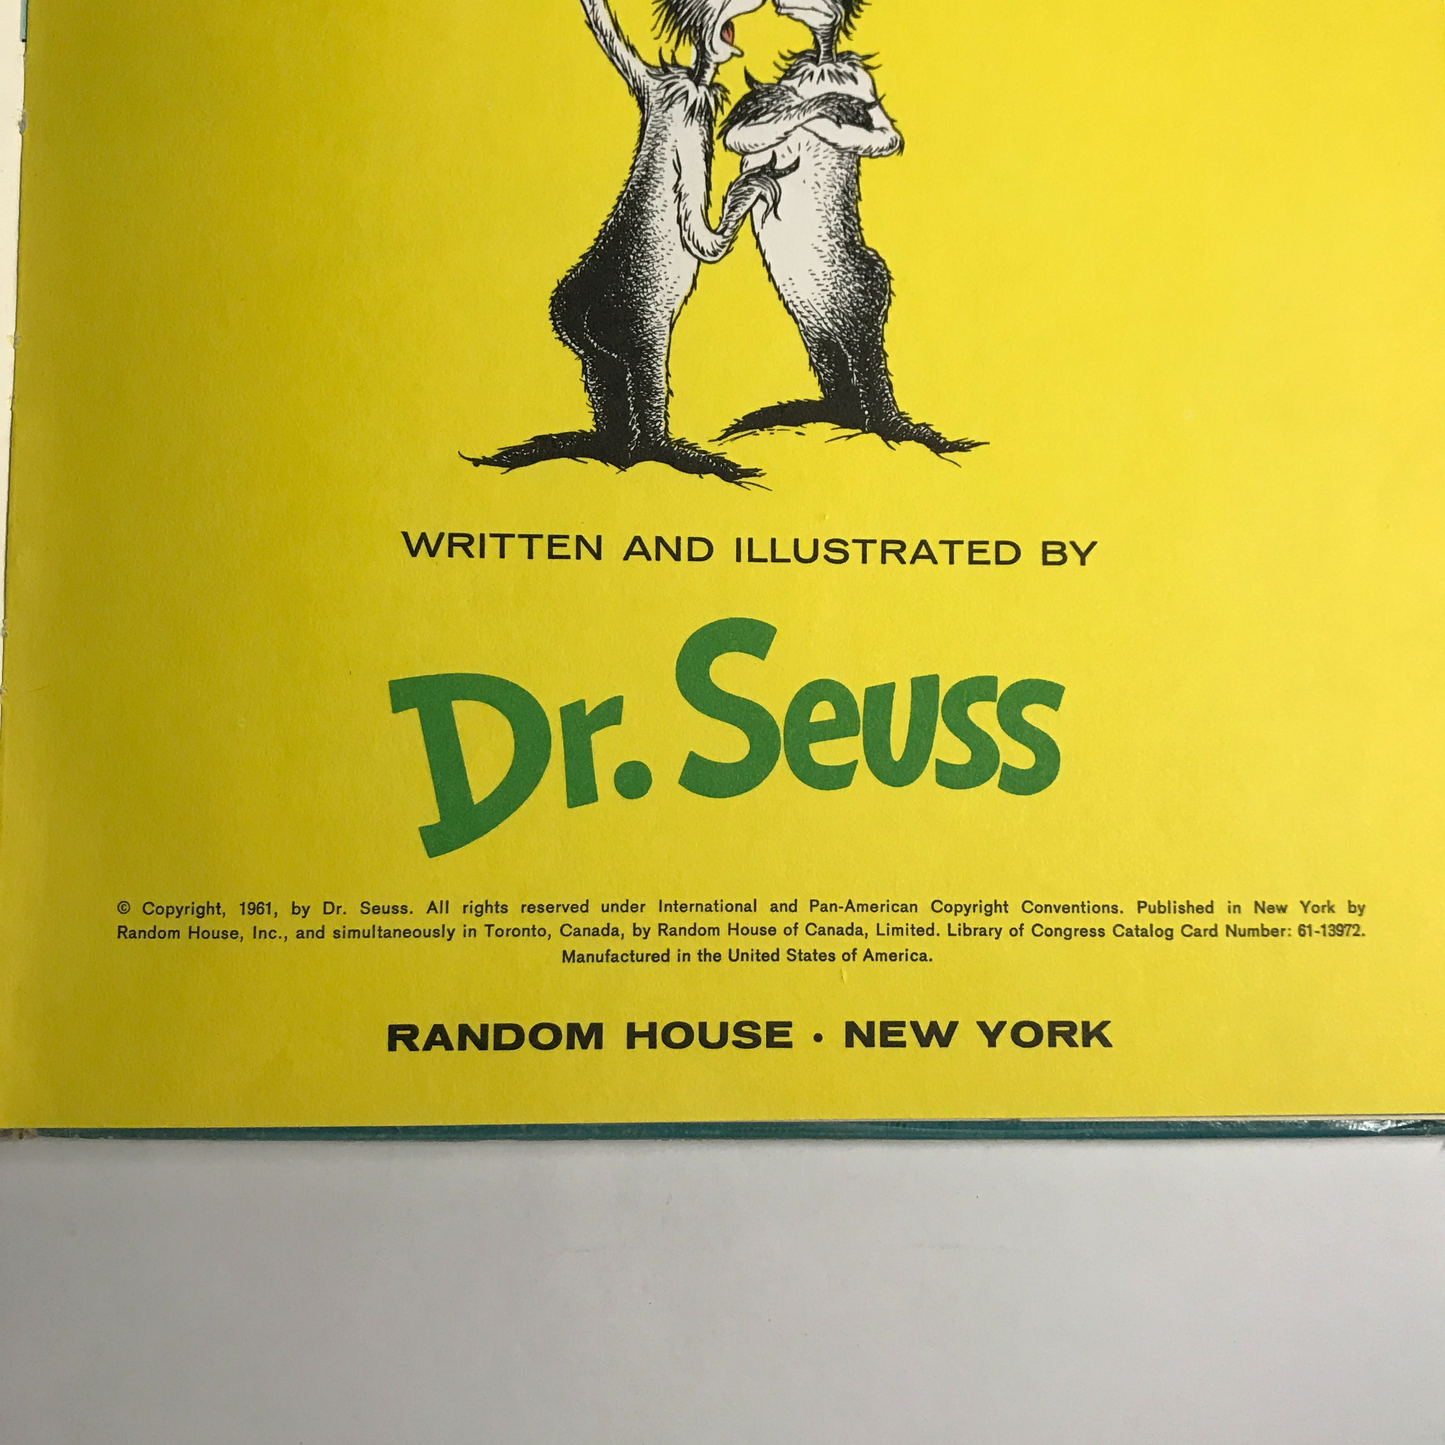 WRITTEN AND ILLUSTRATED BY
Dr. Seuss
© Copyright, 1961, by Dr. Seuss. All rights reserved under International and Pan-American Copyright Conventions. Published in New York by
Random House, Inc., and simultaneously in Toronto, Canada, by Random House of Canada, Limited. Library of Congress Catalog Card Number: 61-13972.
Manufactured in the United States of America.
RANDOM HOUSE • NEW YORK